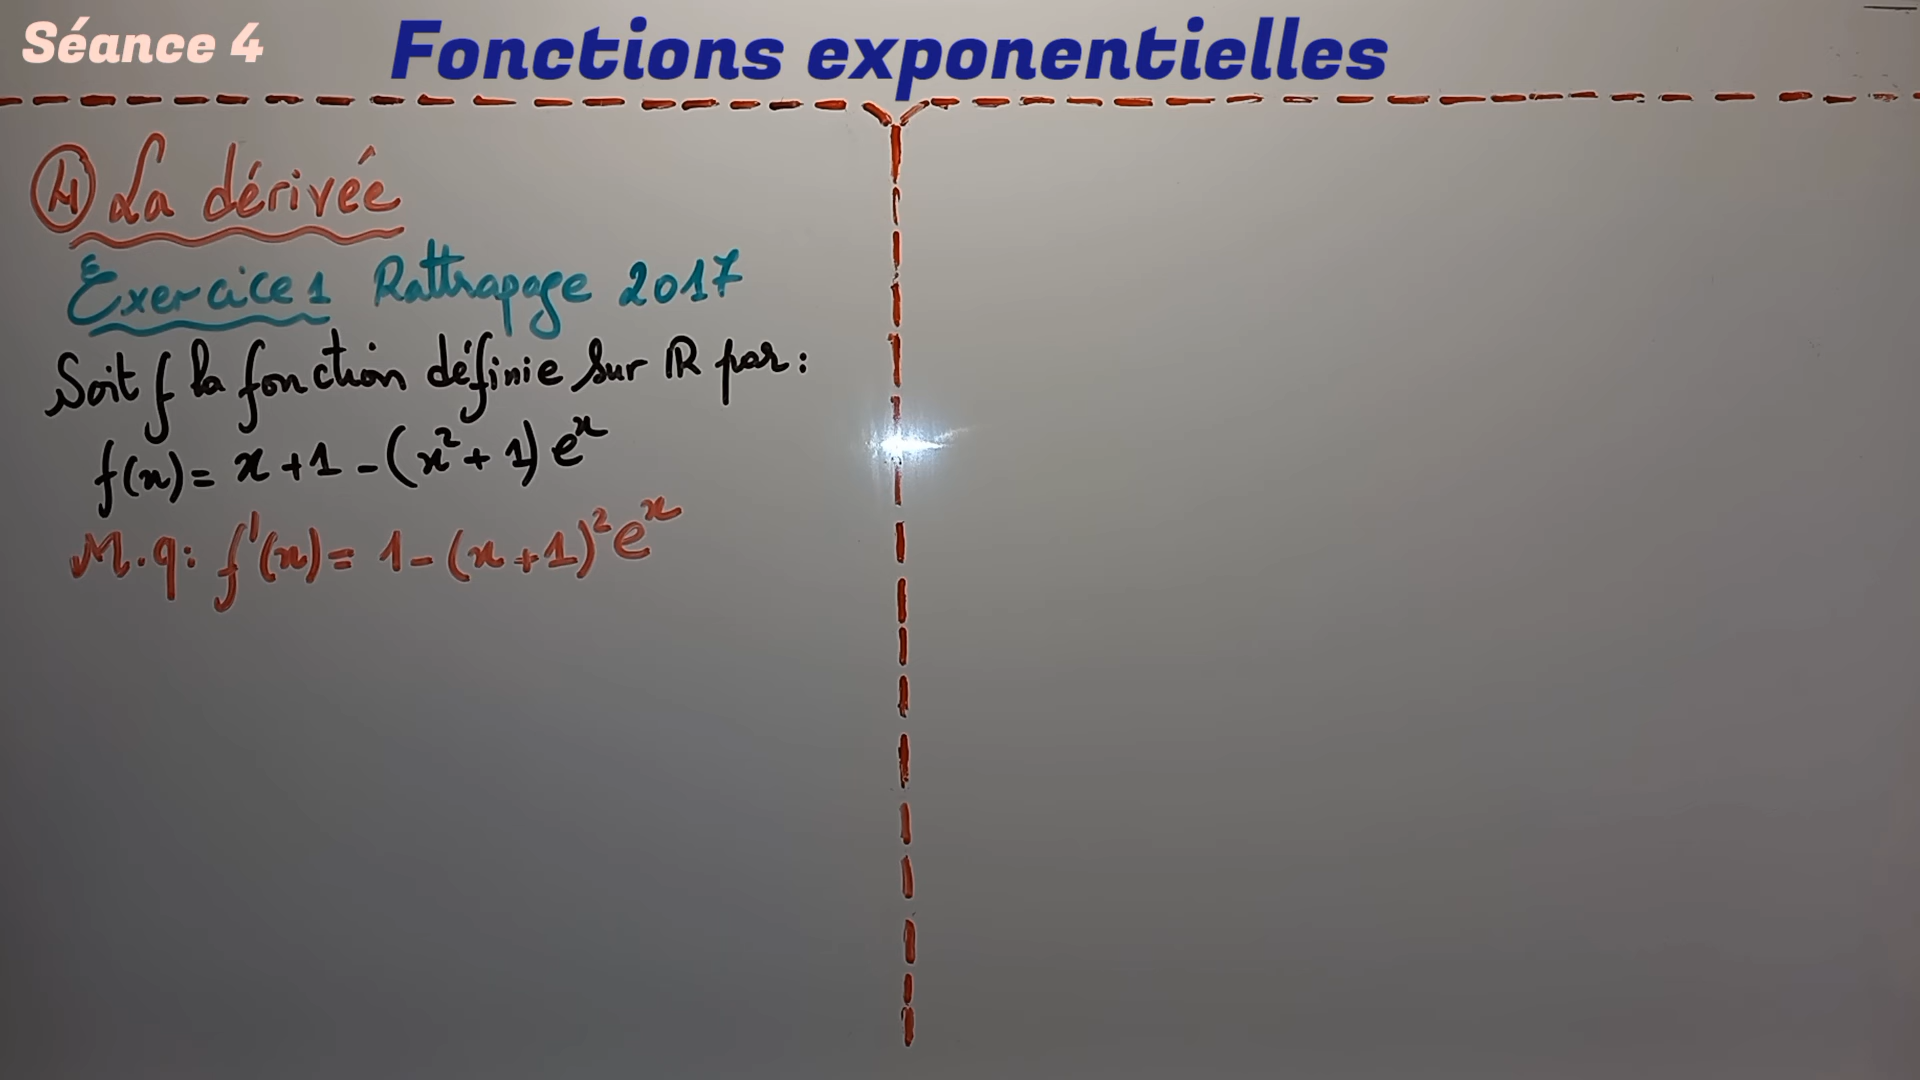 Séance 4
Fonctions exponentielles
④ La dérivée
Exercice 1 Rattrapage 2017
Soit f la fonction définie sur ℝ par :
f(x) = x + 1 - (x² + 1) eˣ
M.q: f'(x) = 1 - (x + 1)² eˣ